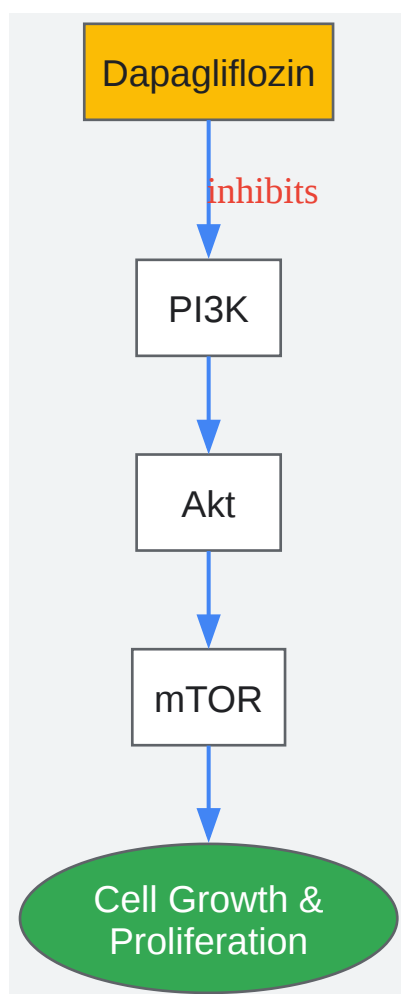 Dapagliflozin
inhibits
PI3K
Akt
mTOR
Cell Growth &
Proliferation